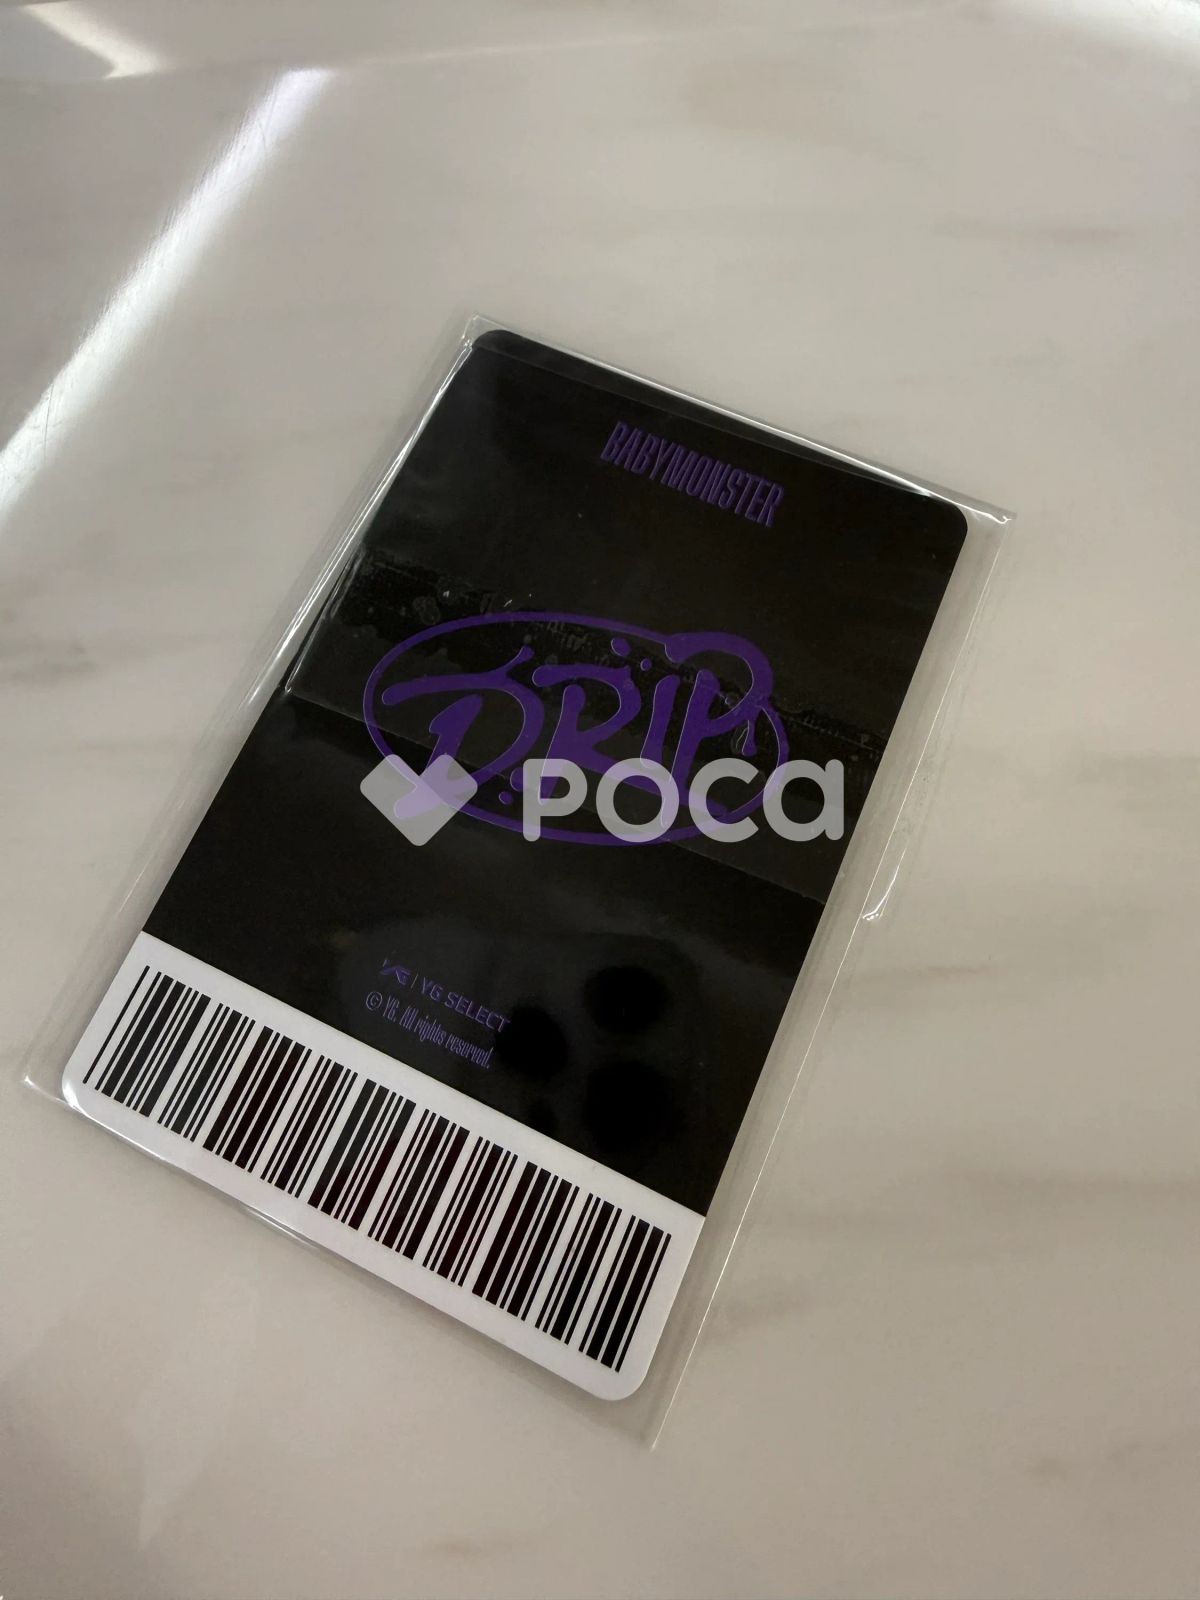 BABYMONSTER
DRIP
POCA
YG | YG SELECT
© YG. All rights reserved.